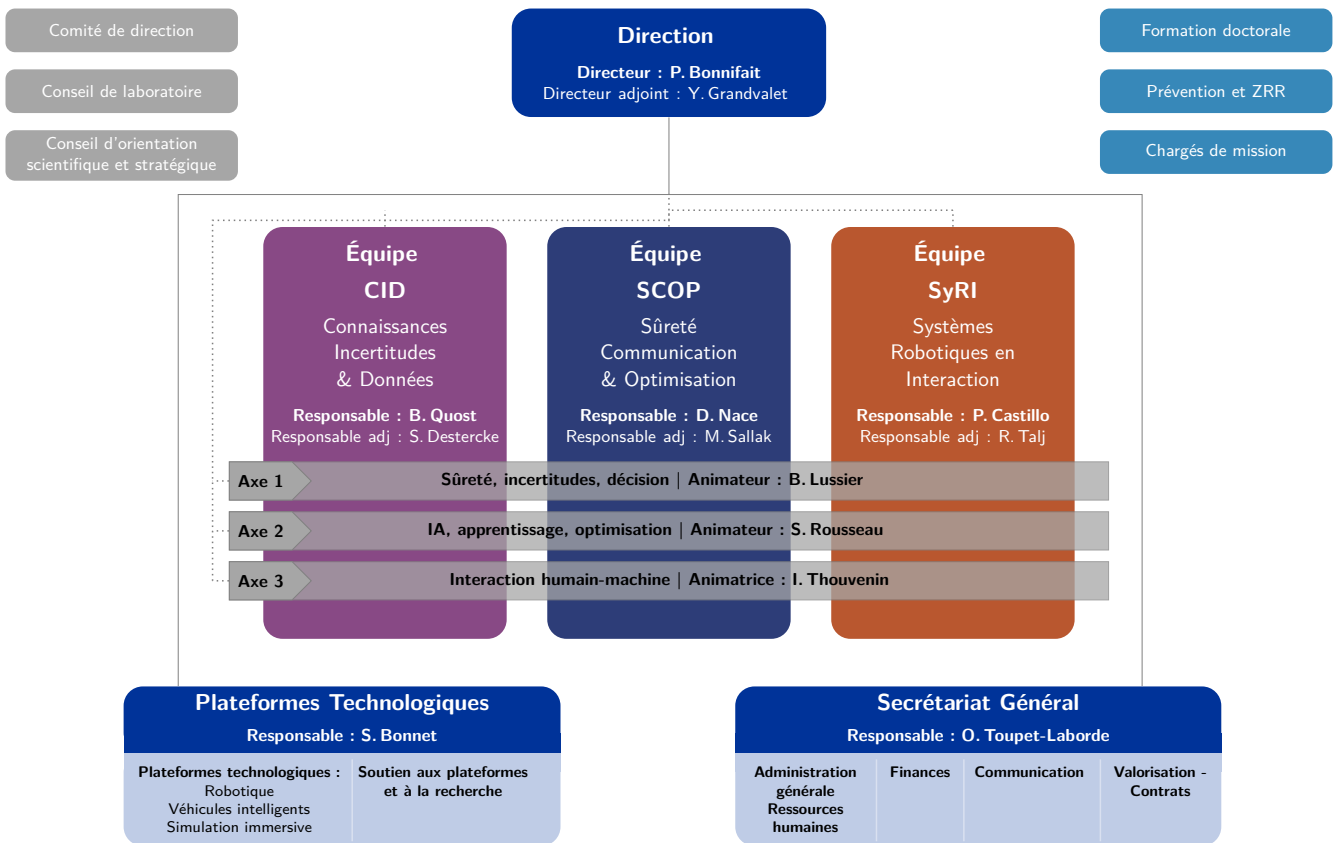 Comité de direction
Conseil de laboratoire
Conseil d'orientation
scientifique et stratégique
Direction
Directeur : P. Bonnifait
Directeur adjoint : Y. Grandvalet
Formation doctorale
Prévention et ZRR
Chargés de mission
Équipe
CID
Connaissances
Incertitudes
& Données
Responsable : B. Quost
Responsable adj : S. Destercke
Équipe
SCOP
Sûreté
Communication
& Optimisation
Responsable : D. Nace
Responsable adj : M. Sallak
Équipe
SyRI
Systèmes
Robotiques en
Interaction
Responsable : P. Castillo
Responsable adj : R. Talj
Axe 1
Sûreté, incertitudes, décision | Animateur : B. Lussier
Axe 2
IA, apprentissage, optimisation | Animateur : S. Rousseau
Axe 3
Interaction humain-machine | Animatrice : I. Thouvenin
Plateformes Technologiques
Responsable : S. Bonnet
Plateformes technologiques :
Robotique
Véhicules intelligents
Simulation immersive
Soutien aux plateformes
et à la recherche
Secrétariat Général
Responsable : O. Toupet-Laborde
Administration
générale
Ressources
humaines
Finances
Communication
Valorisation -
Contrats